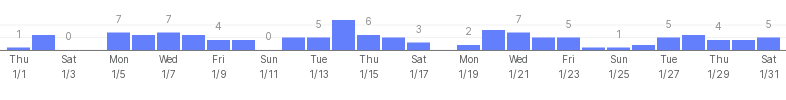 1 0 7 7 4 0 5 6 3 2 7 5 1 5 4 5
Thu Sat Mon Wed Fri Sun Tue Thu Sat Mon Wed Fri Sun Tue Thu Sat
1/1 1/3 1/5 1/7 1/9 1/11 1/13 1/15 1/17 1/19 1/21 1/23 1/25 1/27 1/29 1/31